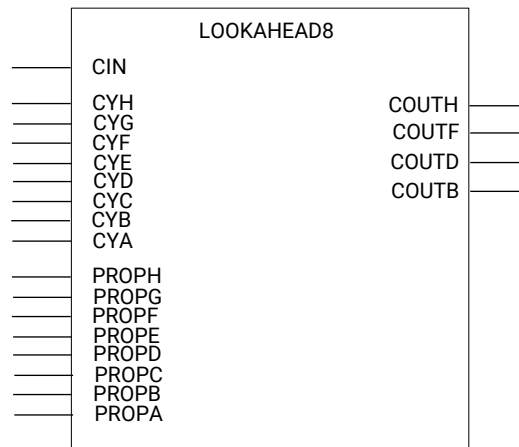 LOOKAHEAD8
CIN
CYH
CYG
CYF
CYE
CYD
CYC
CYB
CYA
PROPH
PROPG
PROPF
PROPE
PROPD
PROPC
PROPB
PROPA
COUTH
COUTF
COUTD
COUTB